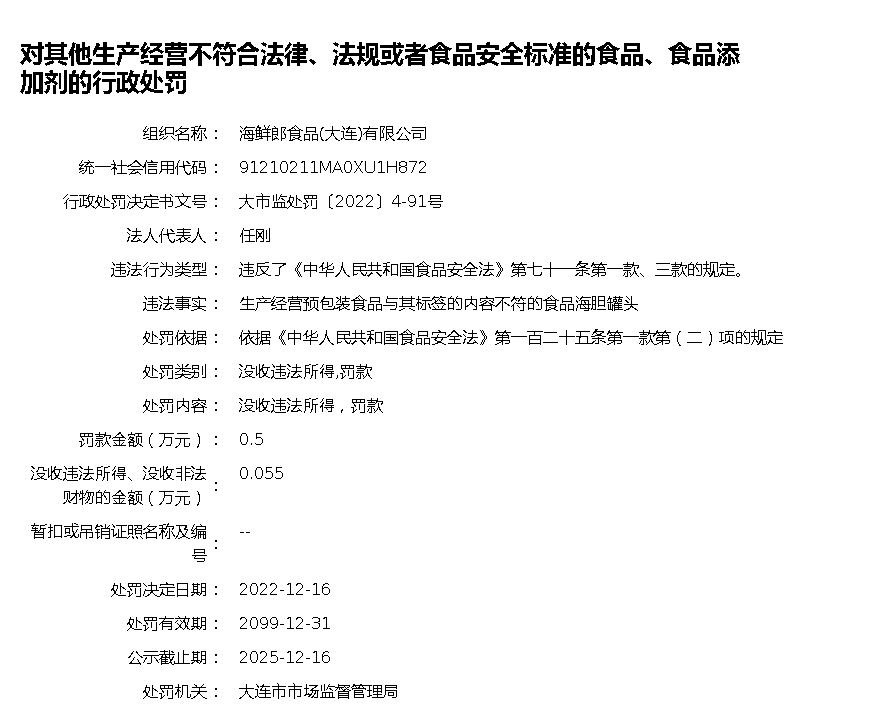 对其他生产经营不符合法律、法规或者食品安全标准的食品、食品添
加剂的行政处罚
组织名称： 海鲜郎食品(大连)有限公司
统一社会信用代码： 91210211MA0XU1H872
行政处罚决定书文号： 大市监处罚〔2022〕4-91号
法人代表人： 任刚
违法行为类型： 违反了《中华人民共和国食品安全法》第七十一条第一款、三款的规定。
违法事实： 生产经营预包装食品与其标签的内容不符的食品海胆罐头
处罚依据： 依据《中华人民共和国食品安全法》第一百二十五条第一款第（二）项的规定
处罚类别： 没收违法所得,罚款
处罚内容： 没收违法所得，罚款
罚款金额（万元）： 0.5
没收违法所得、没收非法
财物的金额（万元）： 0.055
暂扣或吊销证照名称及编
号： --
处罚决定日期： 2022-12-16
处罚有效期： 2099-12-31
公示截止期： 2025-12-16
处罚机关： 大连市市场监督管理局